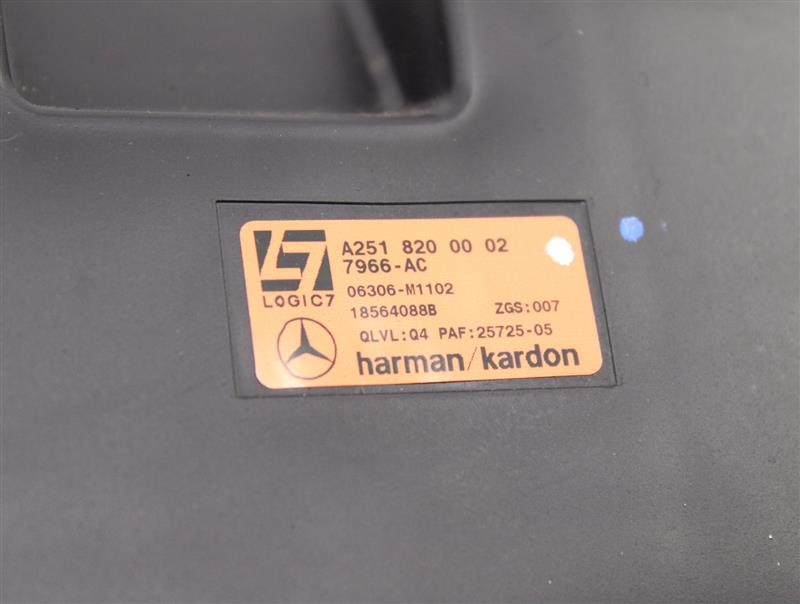 A251 820 00 02
7966-AC
LOGIC7
06306-M1102
18564088B ZGS:007
QLVL:Q4 PAF:25725-05
harman/kardon